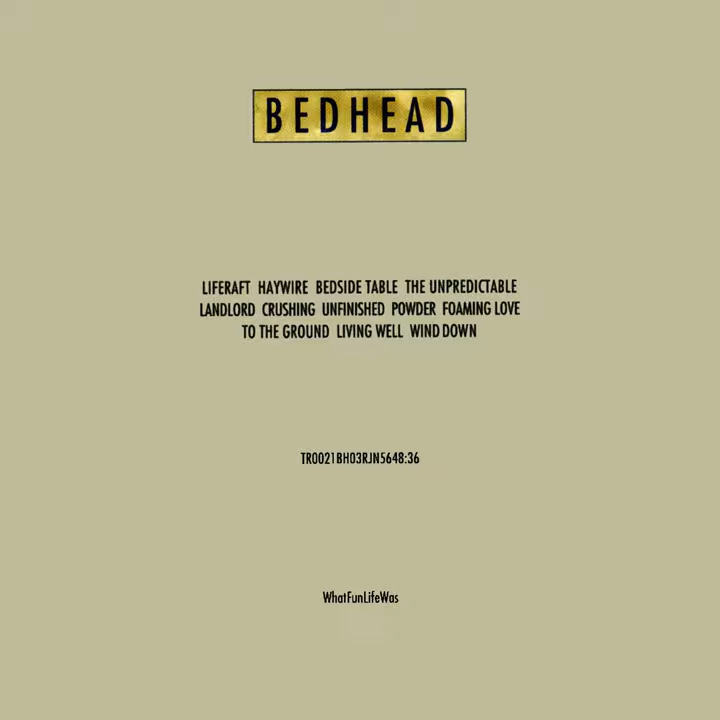 BEDHEAD
LIFERAFT HAYWIRE BEDSIDE TABLE THE UNPREDICTABLE
LANDLORD CRUSHING UNFINISHED POWDER FOAMING LOVE
TO THE GROUND LIVING WELL WIND DOWN
TR0021BH03RJN5648:36
WhatFunLifeWas